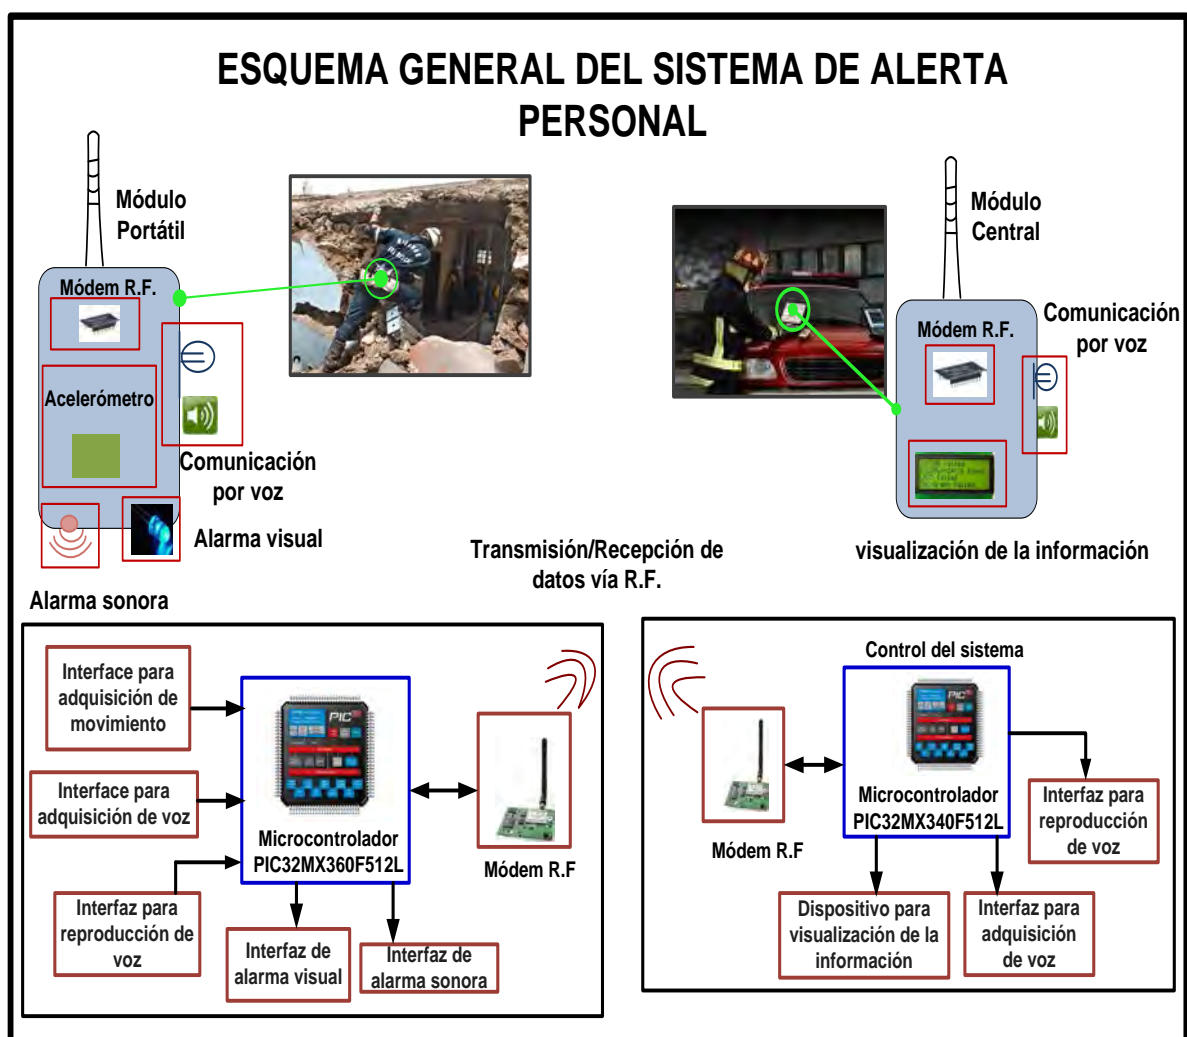 ESQUEMA GENERAL DEL SISTEMA DE ALERTA
PERSONAL
Módulo
Portátil
Módem R.F.
Acelerómetro
Comunicación
por voz
Alarma visual
Alarma sonora
Transmisión/Recepción de
datos vía R.F.
Módulo
Central
Comunicación
por voz
Módem R.F.
visualización de la información
Interface para
adquisición de
movimiento
Interface para
adquisición de voz
Interfaz para
reproducción de
voz
PIC
Microcontrolador
PIC32MX360F512L
Interfaz de
alarma visual
Interfaz de
alarma sonora
Módem R.F
Control del sistema
Módem R.F
PIC
Microcontrolador
PIC32MX340F512L
Interfaz para
reproducción
de voz
Dispositivo para
visualización de la
información
Interfaz para
adquisición
de voz